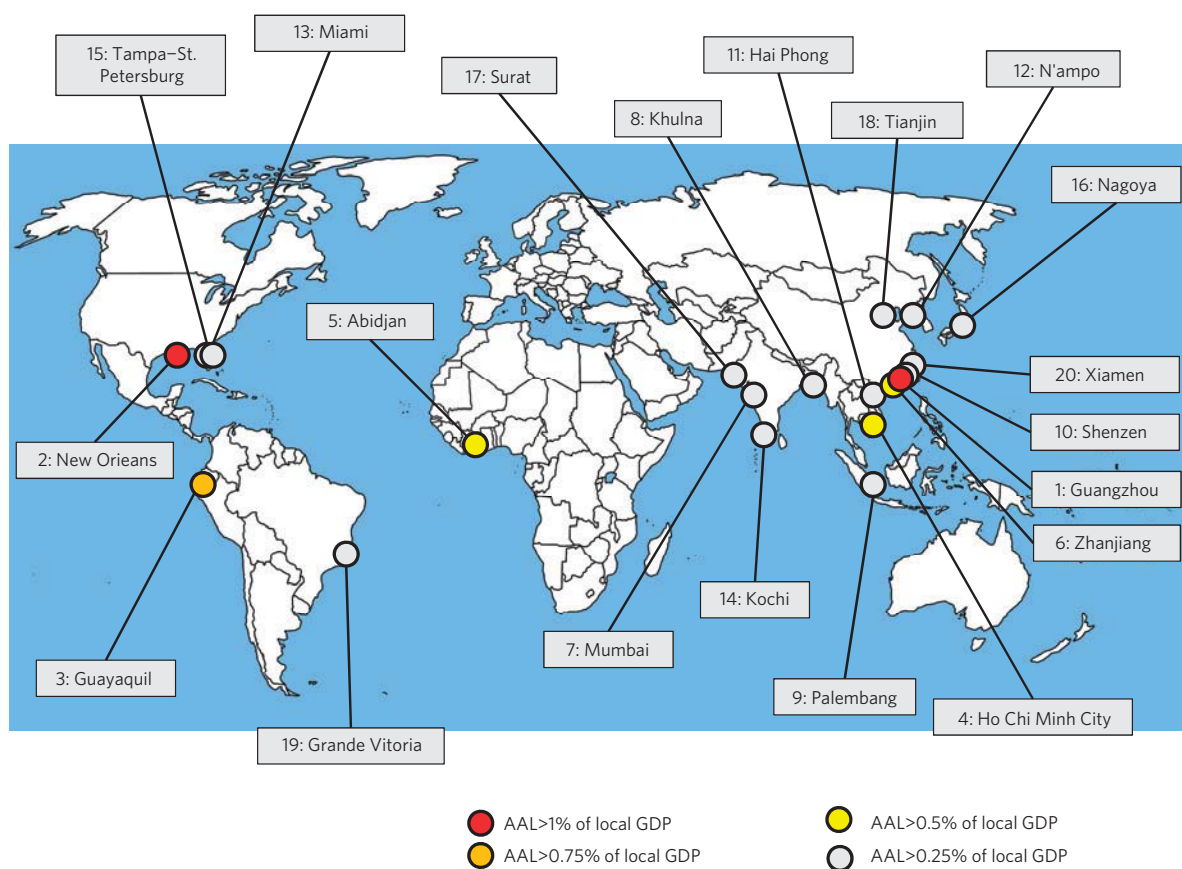 13: Miami
15: Tampa–St.
Petersburg
11: Hai Phong
17: Surat
12: N'ampo
8: Khulna
18: Tianjin
16: Nagoya
5: Abidjan
20: Xiamen
10: Shenzen
2: New Orieans
1: Guangzhou
6: Zhanjiang
14: Kochi
7: Mumbai
3: Guayaquil
9: Palembang
4: Ho Chi Minh City
19: Grande Vitoria
AAL>1% of local GDP
AAL>0.5% of local GDP
AAL>0.75% of local GDP
AAL>0.25% of local GDP